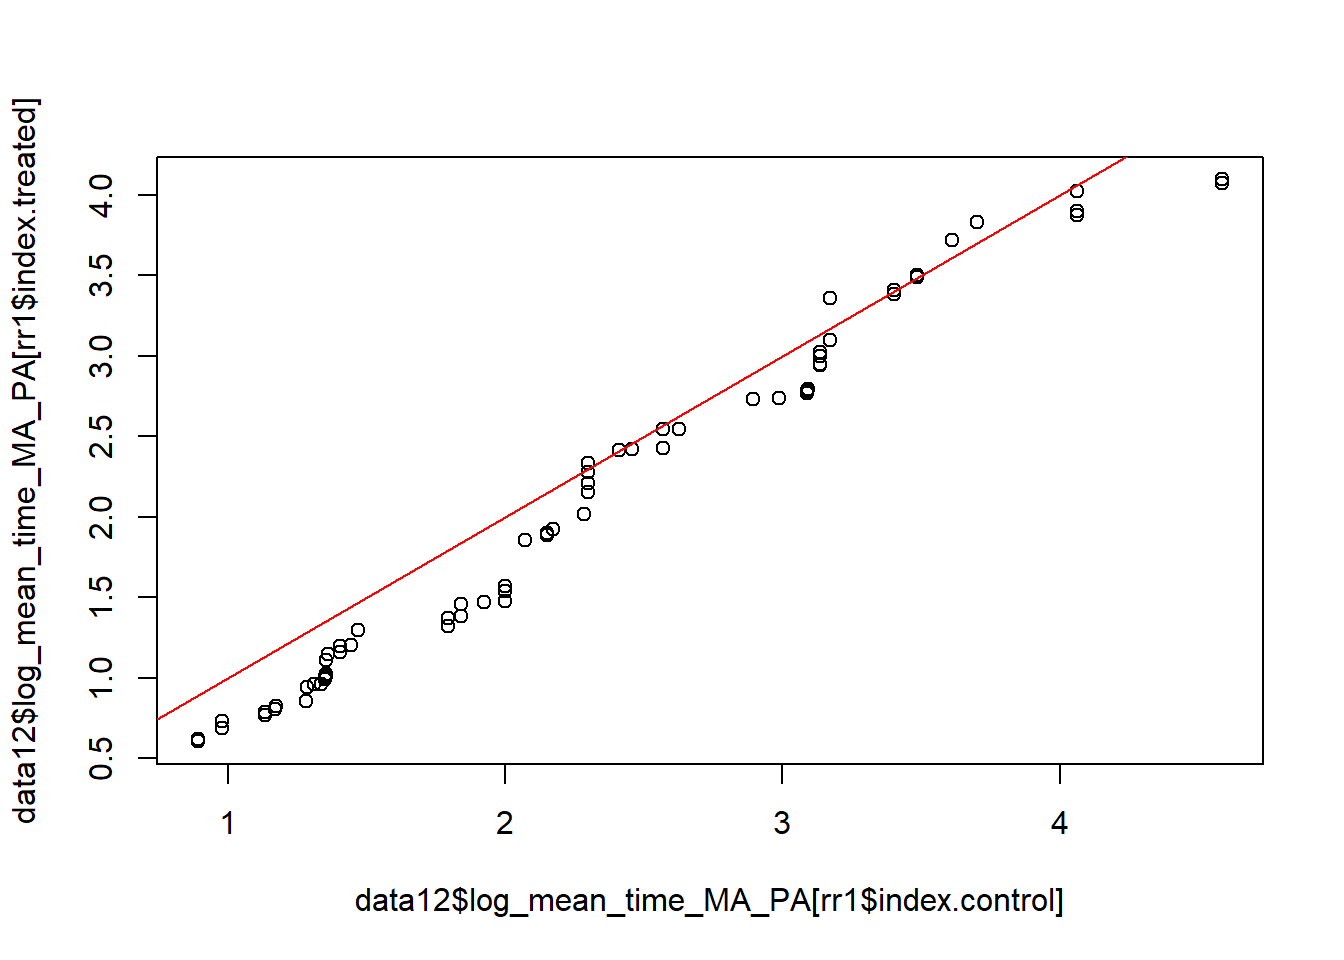 data12$log_mean_time_MA_PA[rr1$index.treated]
4.0
3.5
3.0
2.5
2.0
1.5
1.0
0.5
1 2 3 4
data12$log_mean_time_MA_PA[rr1$index.control]